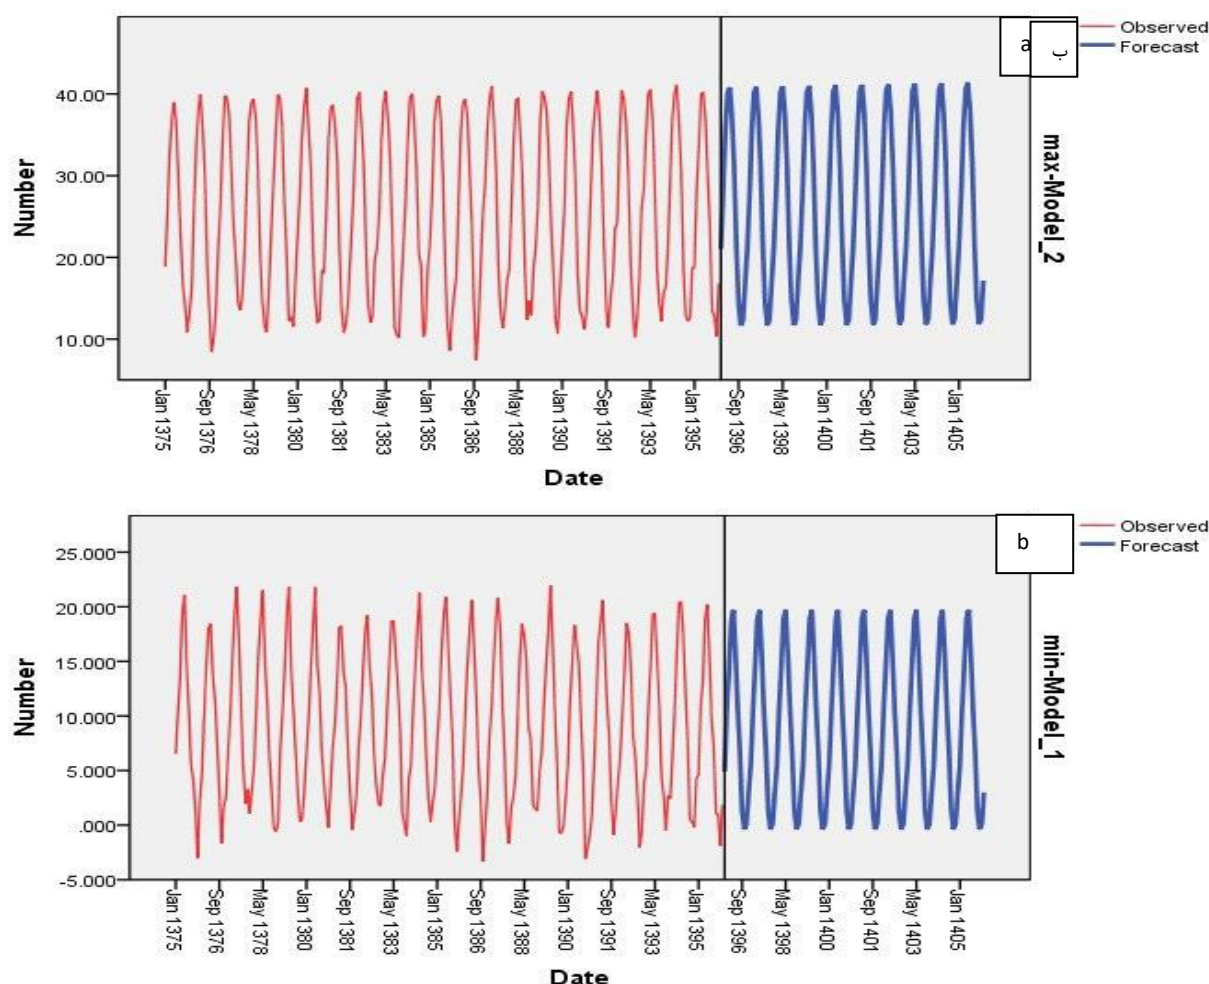 Observed
Forecast
a
ب
40.00
30.00
20.00
10.00
Number
max-Model_2
Jan 1375
Sep 1376
May 1378
Jan 1380
Sep 1381
May 1383
Jan 1385
Sep 1386
May 1388
Jan 1390
Sep 1391
May 1393
Jan 1395
Sep 1396
May 1398
Jan 1400
Sep 1401
May 1403
Jan 1405
Date
Observed
Forecast
b
25.000
20.000
15.000
10.000
5.000
.000
-5.000
Number
min-Model_1
Jan 1375
Sep 1376
May 1378
Jan 1380
Sep 1381
May 1383
Jan 1385
Sep 1386
May 1388
Jan 1390
Sep 1391
May 1393
Jan 1395
Sep 1396
May 1398
Jan 1400
Sep 1401
May 1403
Jan 1405
Date